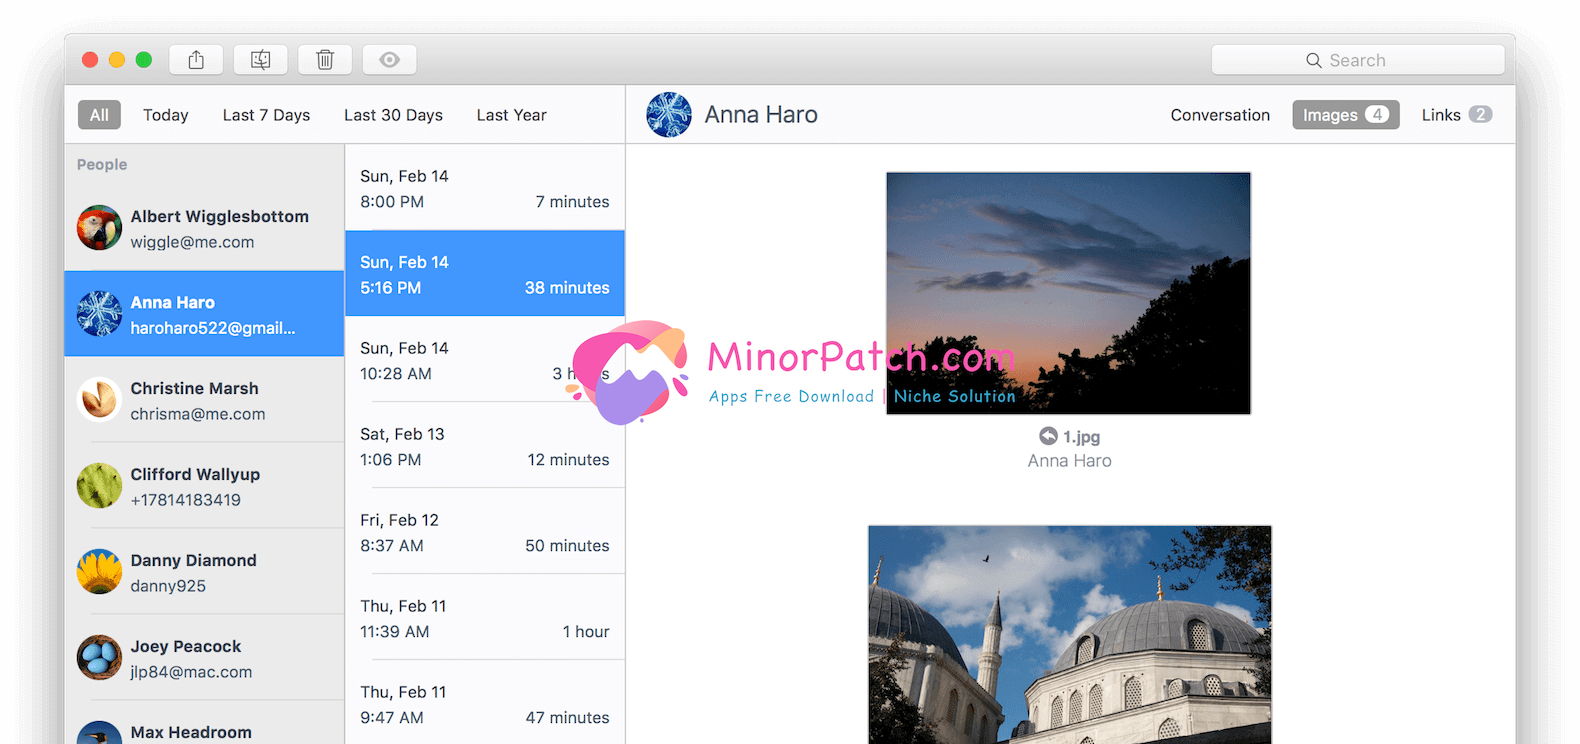 Search
All Today Last 7 Days Last 30 Days Last Year
Anna Haro
Conversation Images 4 Links 2
People
Albert Wigglesbottom
wiggle@me.com
Anna Haro
haroharo522@gmail...
Christine Marsh
chrisma@me.com
Clifford Wallyup
+17814183419
Danny Diamond
danny925
Joey Peacock
jlp84@mac.com
Max Headroom
Sun, Feb 14
8:00 PM 7 minutes
Sun, Feb 14
5:16 PM 38 minutes
Sun, Feb 14
10:28 AM 3
Sat, Feb 13
1:06 PM 12 minutes
Fri, Feb 12
8:37 AM 50 minutes
Thu, Feb 11
11:39 AM 1 hour
Thu, Feb 11
9:47 AM 47 minutes
MinorPatch.com
Apps Free Download | Niche Solution
1.jpg
Anna Haro